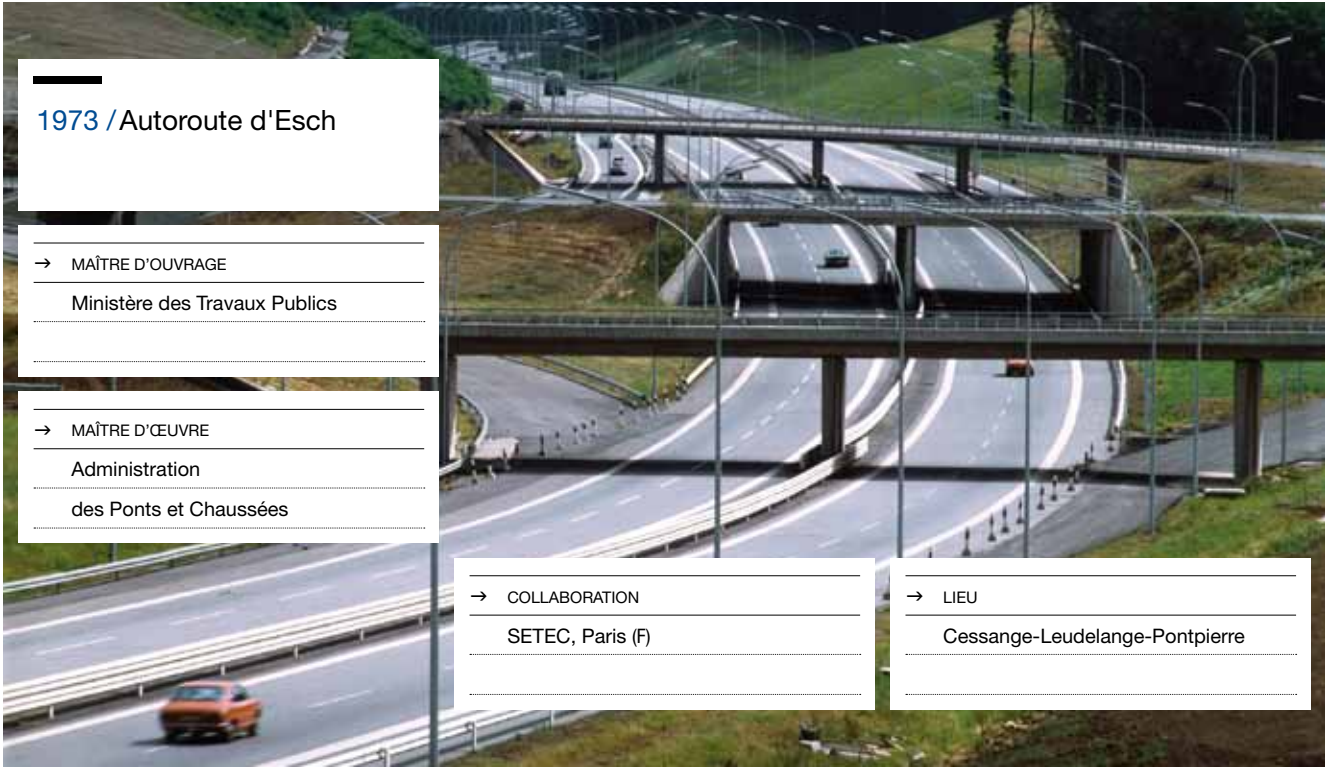 1973 / Autoroute d'Esch
→ MAÎTRE D'OUVRAGE
Ministère des Travaux Publics
→ MAÎTRE D'ŒUVRE
Administration
des Ponts et Chaussées
→ COLLABORATION
SETEC, Paris (F)
→ LIEU
Cessange-Leudelange-Pontpierre